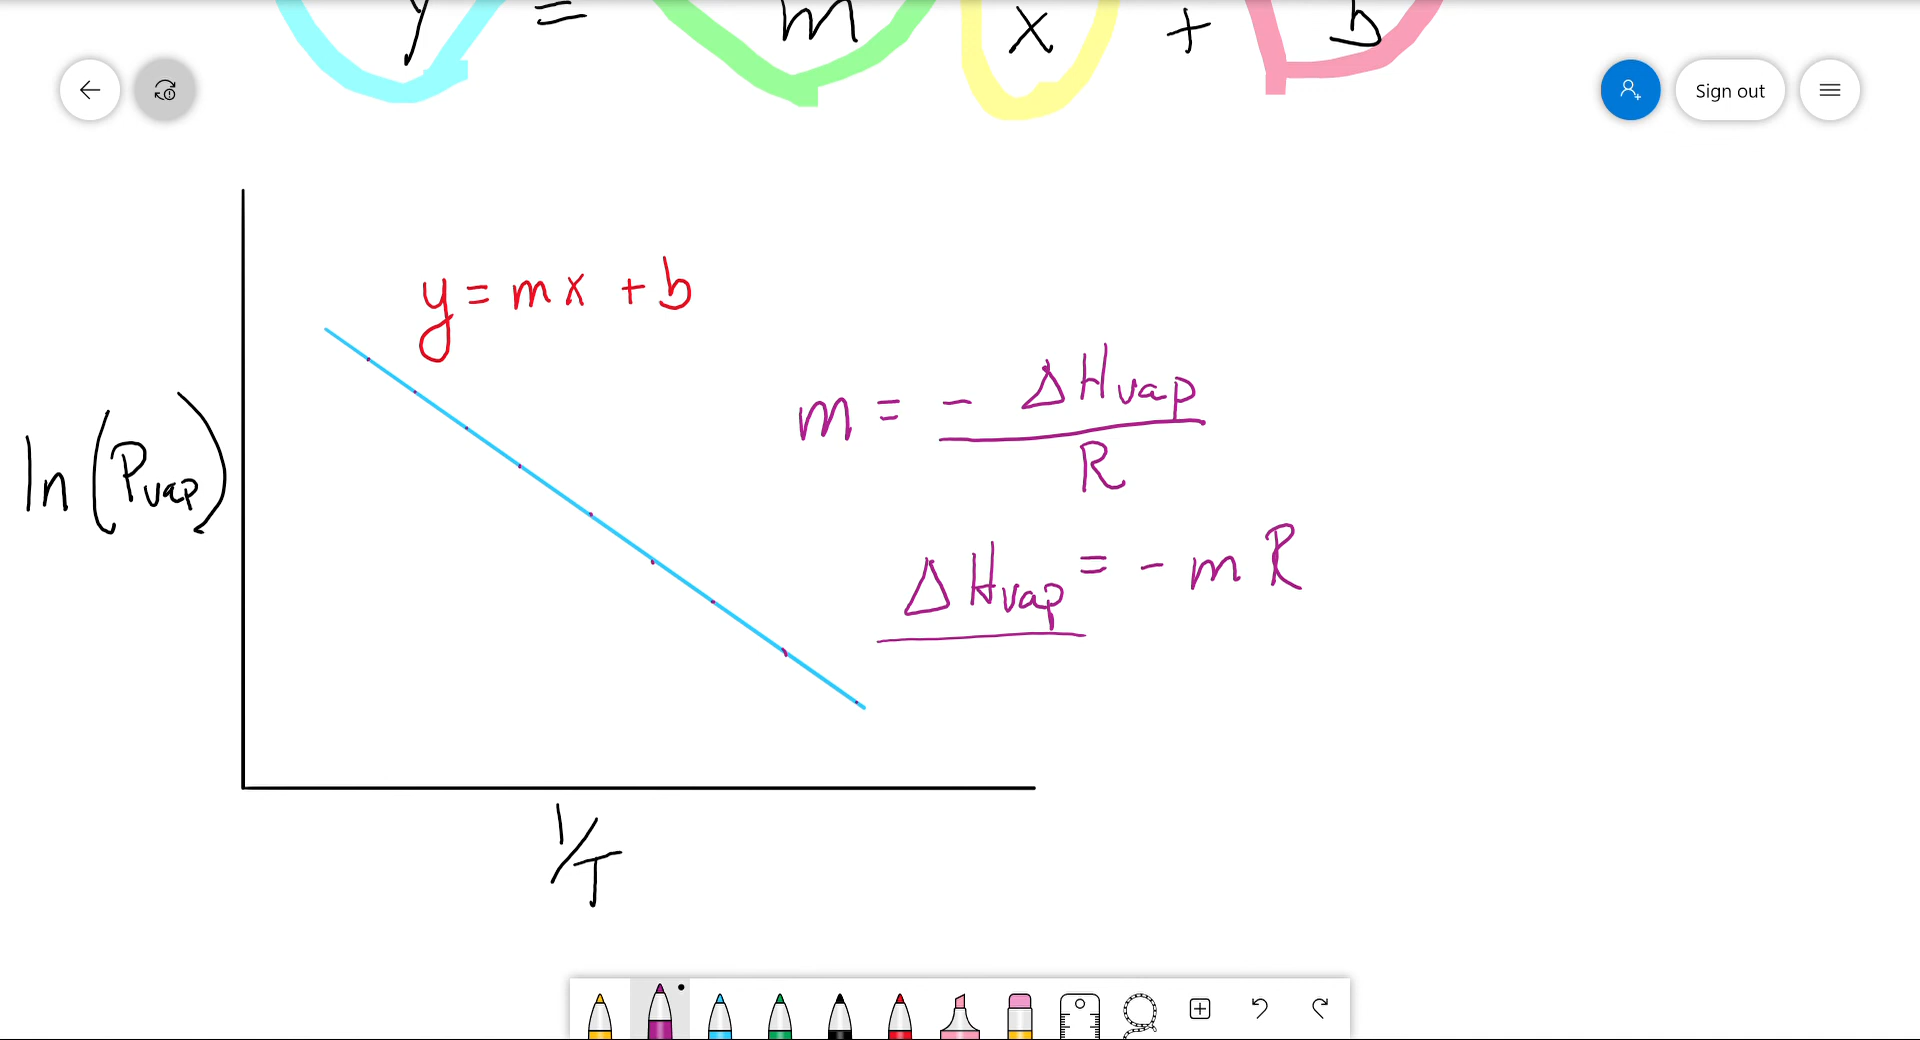 y = m x + b
Sign out
y = mx + b
m = - ΔHvap / R
ln(Pvap)
ΔHvap = - m R
1/T